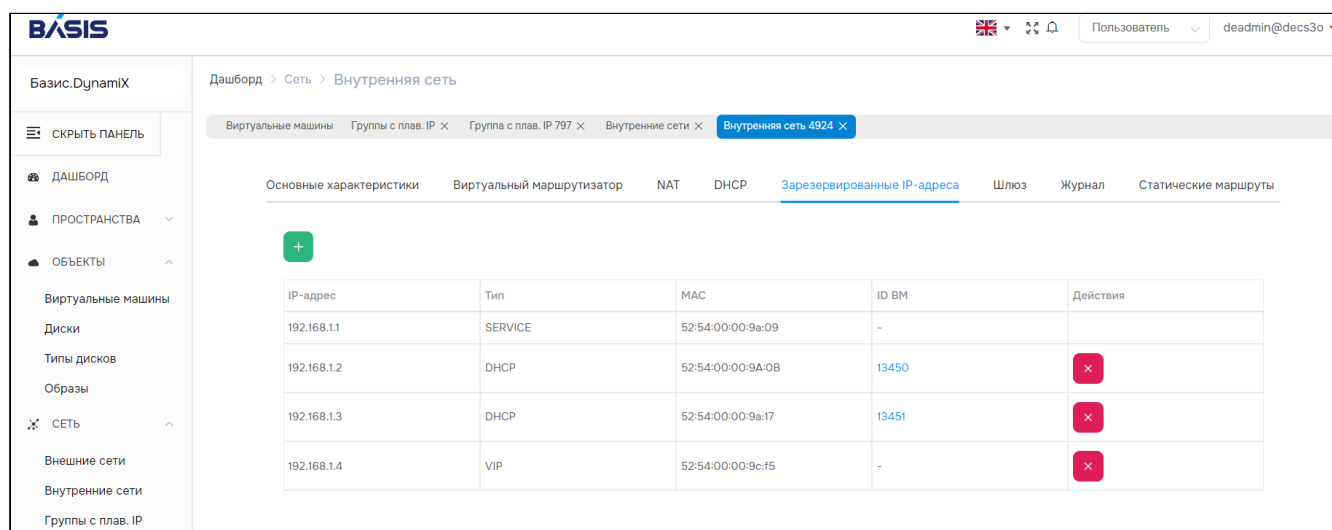 BASIS
Пользователь
deadmin@decs3o
Базис.DynamiX
Дашборд > Сеть > Внутренняя сеть
СКРЫТЬ ПАНЕЛЬ
Виртуальные машины Группы с плав. IP × Группа с плав. IP 797 × Внутренние сети × Внутренняя сеть 4924 ×
ДАШБОРД
ПРОСТРАНСТВА
ОБЪЕКТЫ
Виртуальные машины
Диски
Типы дисков
Образы
СЕТЬ
Внешние сети
Внутренние сети
Группы с плав. IP
Основные характеристики Виртуальный маршрутизатор NAT DHCP Зарезервированные IP-адреса Шлюз Журнал Статические маршруты
+
IP-адрес Тип MAC ID ВМ Действия
192.168.1.1 SERVICE 52:54:00:00:9a:09 -
192.168.1.2 DHCP 52:54:00:00:9A:0B 13450 ×
192.168.1.3 DHCP 52:54:00:00:9a:17 13451 ×
192.168.1.4 VIP 52:54:00:00:9c:f5 - ×